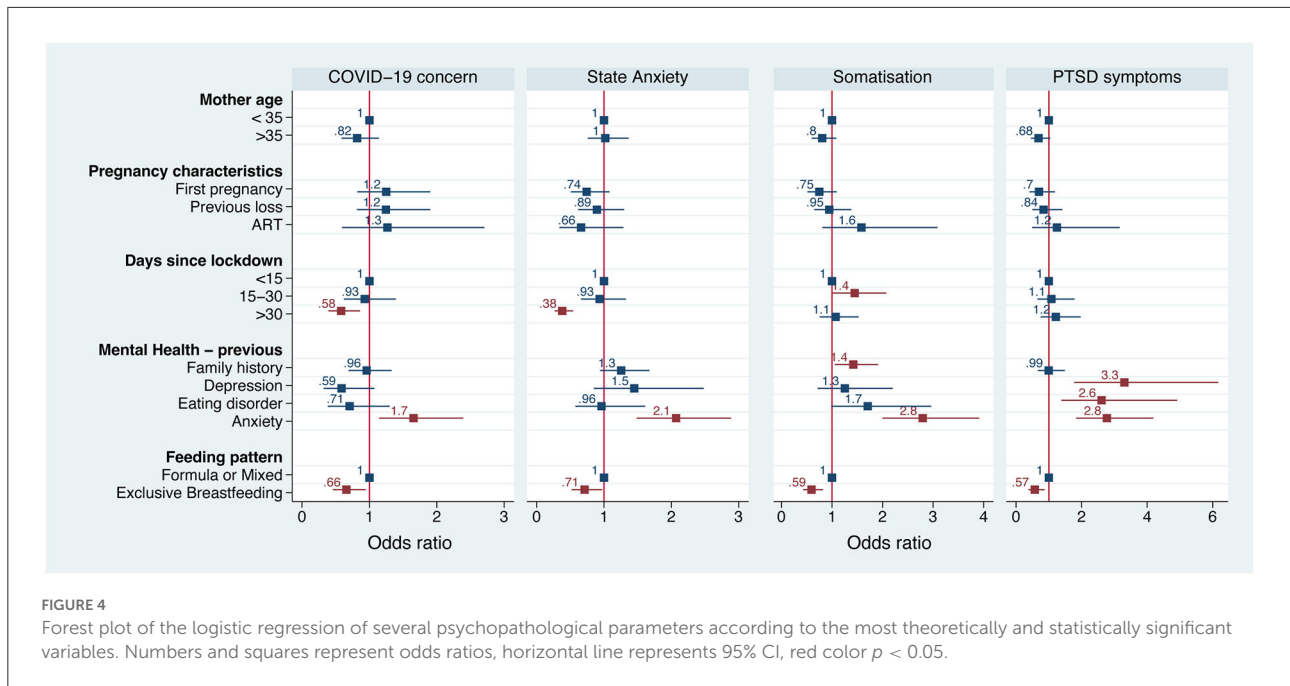 COVID−19 concern State Anxiety Somatisation PTSD symptoms
Mother age
< 35 1 1 1 1
>35 .82 1 .8 .68
Pregnancy characteristics
First pregnancy 1.2 .74 .75 .7
Previous loss 1.2 .89 .95 .84
ART 1.3 .66 1.6 1.2
Days since lockdown
<15 1 1 1 1
15−30 .93 .93 1.4 1.1
>30 .58 .38 1.1 1.2
Mental Health − previous
Family history .96 1.3 1.4 .99
Depression .59 1.5 1.3 3.3
Eating disorder .71 .96 1.7 2.6
Anxiety 1.7 2.1 2.8 2.8
Feeding pattern
Formula or Mixed 1 1 1 1
Exclusive Breastfeeding .66 .71 .59 .57
0 1 2 3 0 1 2 3 0 1 2 3 4 0 2 4 6
Odds ratio Odds ratio
FIGURE 4
Forest plot of the logistic regression of several psychopathological parameters according to the most theoretically and statistically significant
variables. Numbers and squares represent odds ratios, horizontal line represents 95% CI, red color p < 0.05.